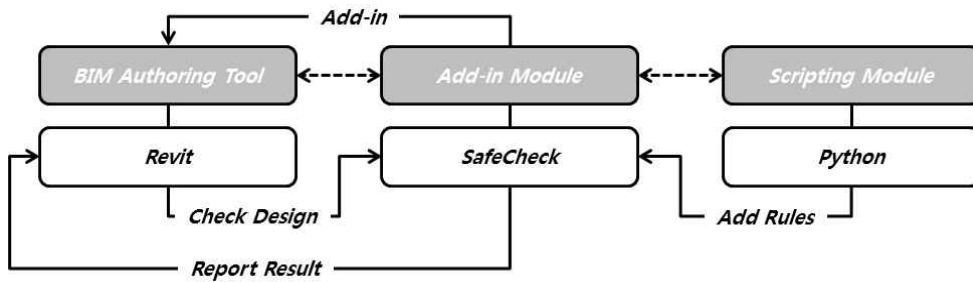 Add-in
BIM Authoring Tool
Add-in Module
Scripting Module
Revit
SafeCheck
Python
Check Design
Add Rules
Report Result